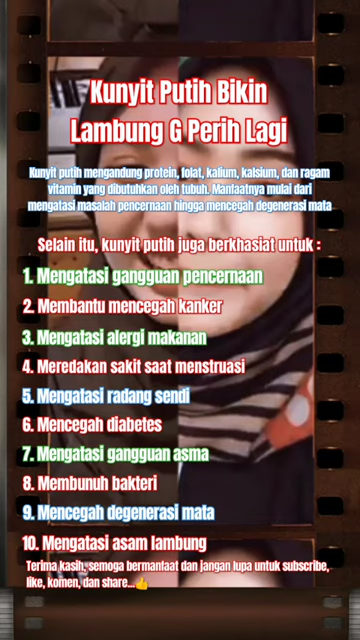 Kunyit Putih Bikin
Lambung G Perih Lagi
Kunyit putih mengandung protein, folat, kalium, kalsium, dan ragam
vitamin yang dibutuhkan oleh tubuh. Manfaatnya mulai dari
mengatasi masalah pencernaan hingga mencegah degenerasi mata
Selain itu, kunyit putih juga berkhasiat untuk :
1. Mengatasi gangguan pencernaan
2. Membantu mencegah kanker
3. Mengatasi alergi makanan
4. Meredakan sakit saat menstruasi
5. Mengatasi radang sendi
6. Mencegah diabetes
7. Mengatasi gangguan asma
8. Membunuh bakteri
9. Mencegah degenerasi mata
10. Mengatasi asam lambung
Terima kasih, semoga bermanfaat dan jangan lupa untuk subscribe,
like, komen, dan share...👍